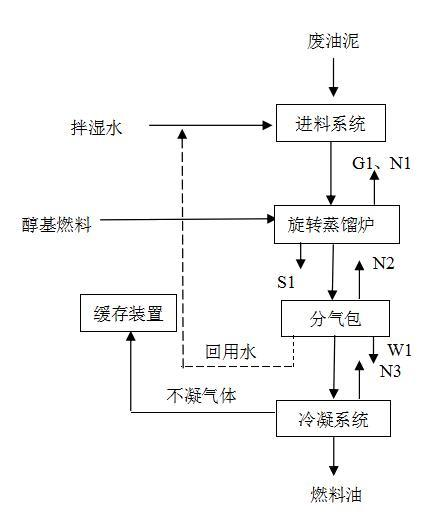 废油泥
拌湿水
进料系统
G1、N1
醇基燃料
旋转蒸馏炉
N2
S1
缓存装置
分气包
回用水
W1
N3
不凝气体
冷凝系统
燃料油